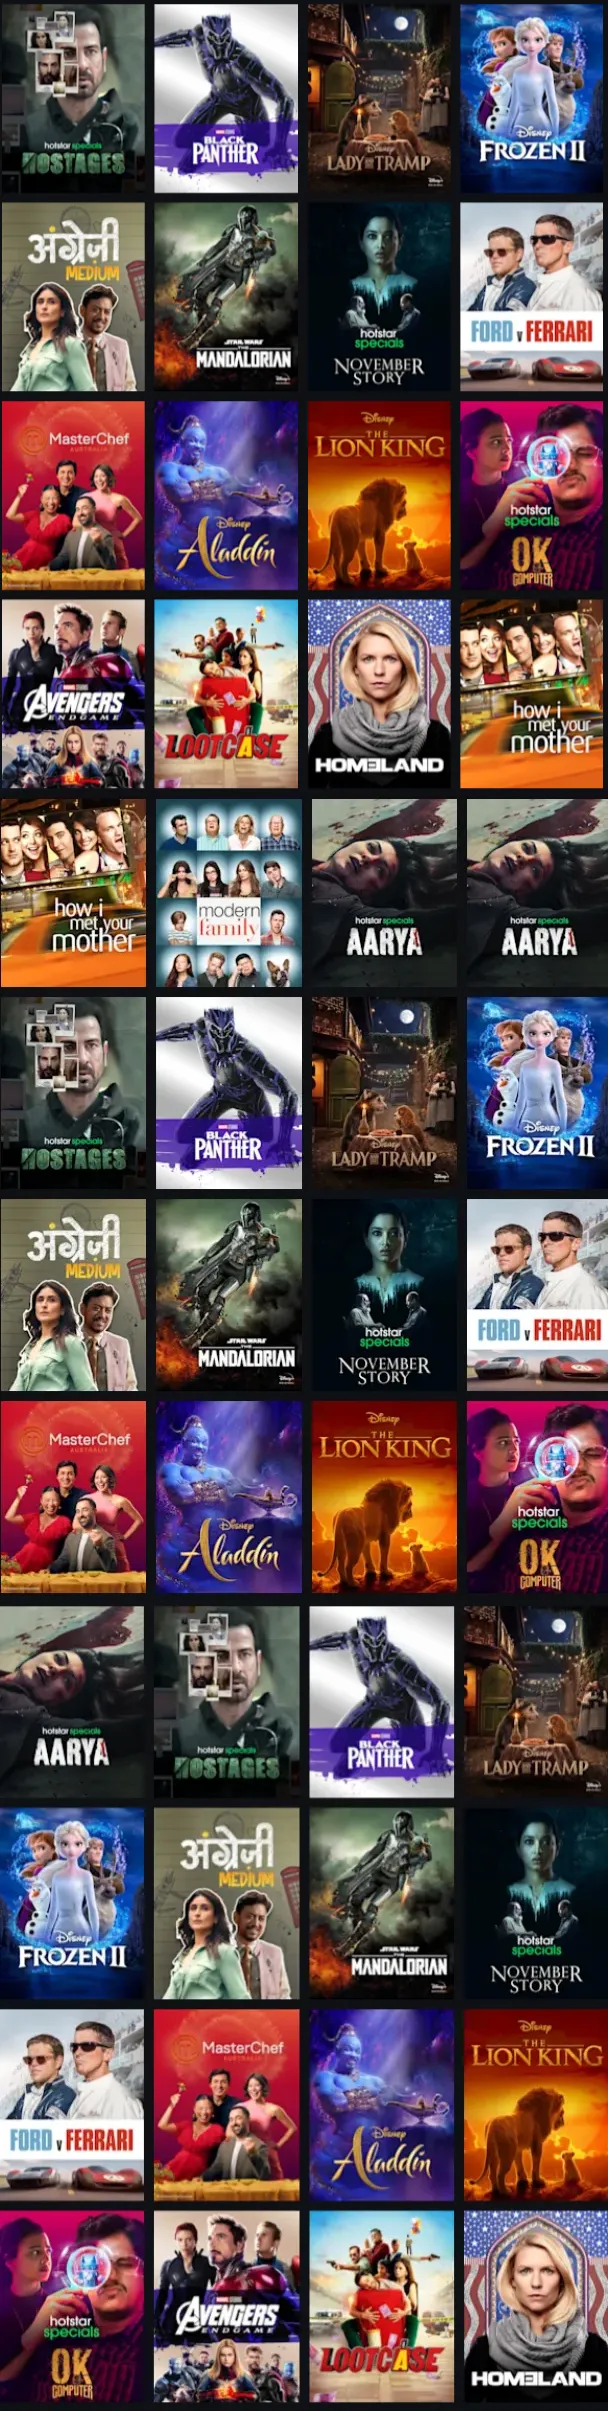 hotstar specials
HOSTAGES
MARVEL STUDIOS
BLACK
PANTHER
Disney
LADY AND THE TRAMP
Disney+
Disney
FROZEN II
अंग्रेज़ी
MEDIUM
STAR WARS
THE
MANDALORIAN
Disney+
hotstar
specials
NOVEMBER
STORY
FORD v FERRARI
MasterChef
AUSTRALIA
Disney
Aladdin
Disney
THE
LION KING
hotstar
specials
OK
COMPUTER
MARVEL STUDIOS
AVENGERS
ENDGAME
LOOTCASE
HOMELAND
how i
met your
mother
how i
met your
mother
modern
family
hotstar specials
AARYA
hotstar specials
AARYA
hotstar specials
HOSTAGES
MARVEL STUDIOS
BLACK
PANTHER
Disney
LADY AND THE TRAMP
Disney+
Disney
FROZEN II
अंग्रेज़ी
MEDIUM
STAR WARS
THE
MANDALORIAN
Disney+
hotstar
specials
NOVEMBER
STORY
FORD v FERRARI
MasterChef
AUSTRALIA
Disney
Aladdin
Disney
THE
LION KING
hotstar
specials
OK
COMPUTER
hotstar specials
AARYA
hotstar specials
HOSTAGES
MARVEL STUDIOS
BLACK
PANTHER
Disney
LADY AND THE TRAMP
Disney+
Disney
FROZEN II
अंग्रेज़ी
MEDIUM
STAR WARS
THE
MANDALORIAN
Disney+
hotstar
specials
NOVEMBER
STORY
FORD v FERRARI
MasterChef
AUSTRALIA
Disney
Aladdin
Disney
THE
LION KING
hotstar
specials
OK
COMPUTER
MARVEL STUDIOS
AVENGERS
ENDGAME
LOOTCASE
HOMELAND